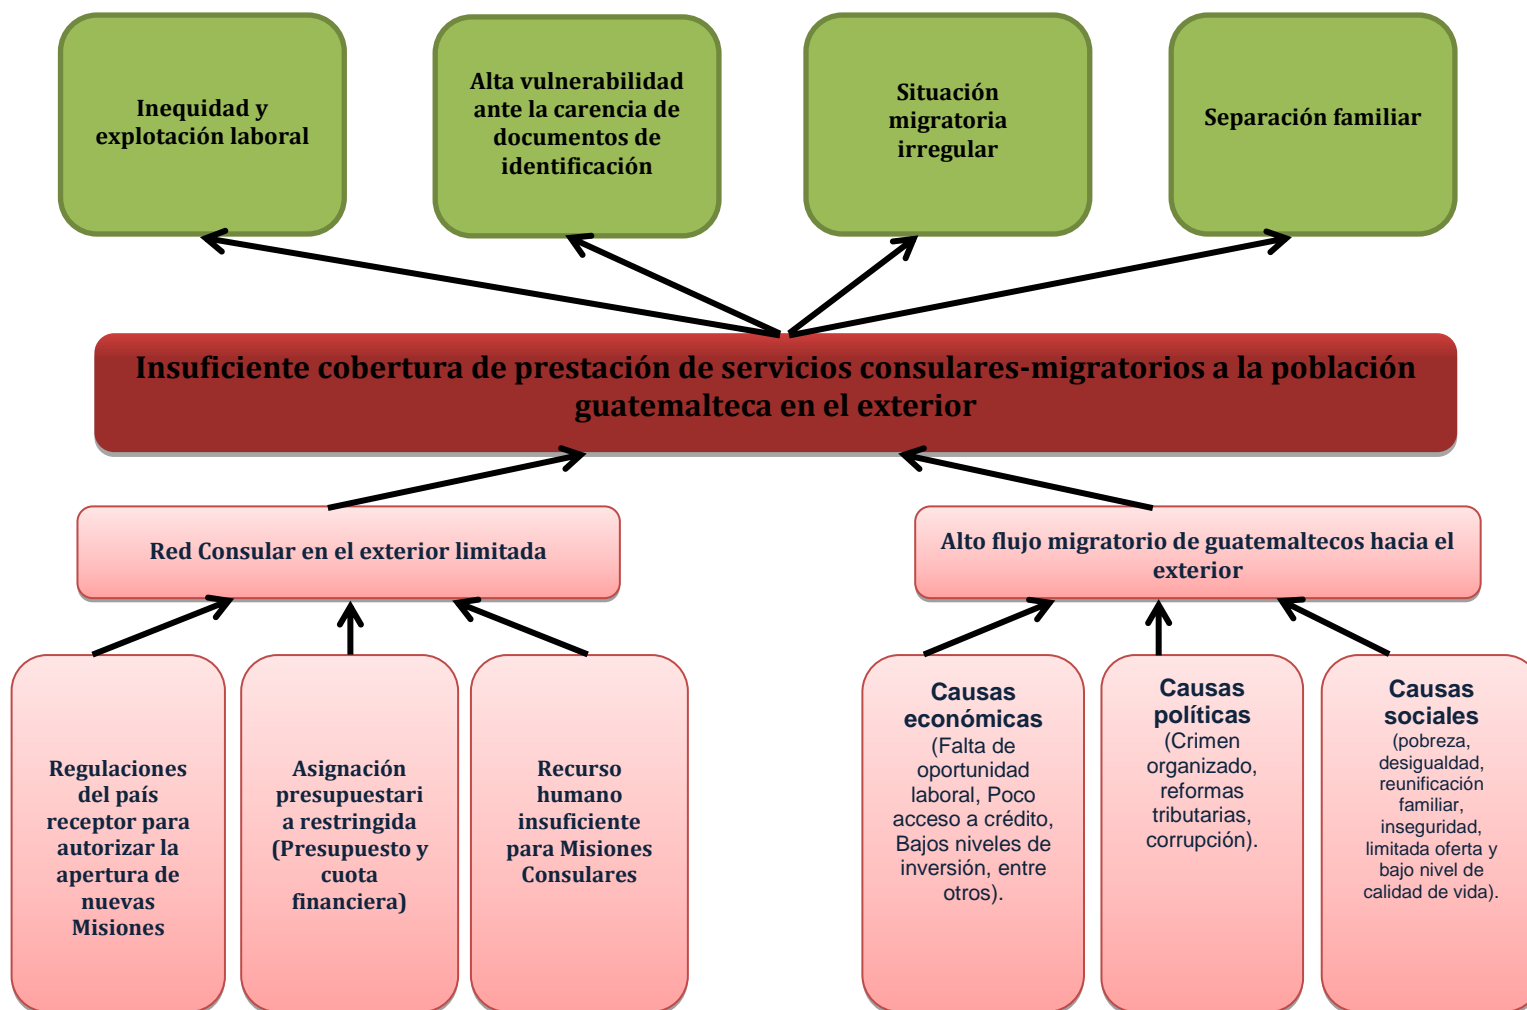 Inequidad y
explotación laboral
Alta vulnerabilidad
ante la carencia de
documentos de
identificación
Situación
migratoria
irregular
Separación familiar
Insuficiente cobertura de prestación de servicios consulares-migratorios a la población
guatemalteca en el exterior
Red Consular en el exterior limitada
Alto flujo migratorio de guatemaltecos hacia el
exterior
Regulaciones
del país
receptor para
autorizar la
apertura de
nuevas
Misiones
Asignación
presupuestari
a restringida
(Presupuesto y
cuota
financiera)
Recurso
humano
insuficiente
para Misiones
Consulares
Causas
económicas
(Falta de
oportunidad
laboral, Poco
acceso a crédito,
Bajos niveles de
inversión, entre
otros).
Causas
políticas
(Crimen
organizado,
reformas
tributarias,
corrupción).
Causas
sociales
(pobreza,
desigualdad,
reunificación
familiar,
inseguridad,
limitada oferta y
bajo nivel de
calidad de vida).